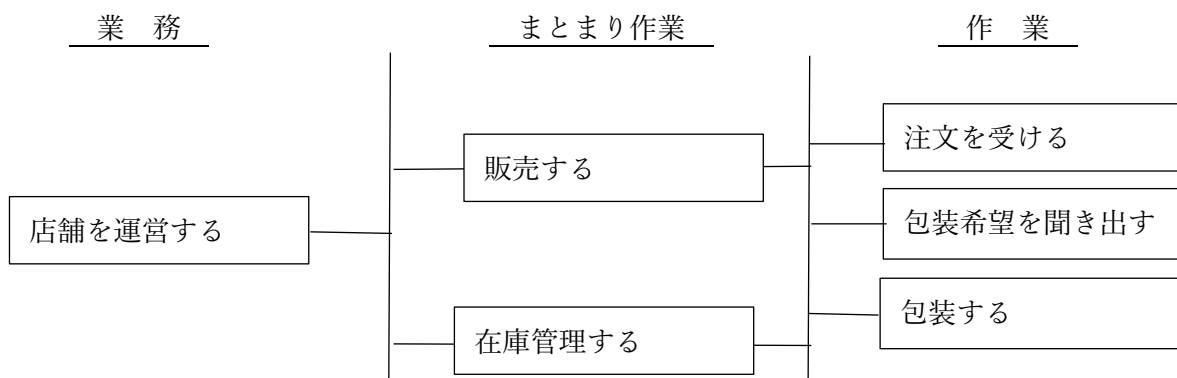 業　務
まとまり作業
作　業
店舗を運営する
販売する
在庫管理する
注文を受ける
包装希望を聞き出す
包装する